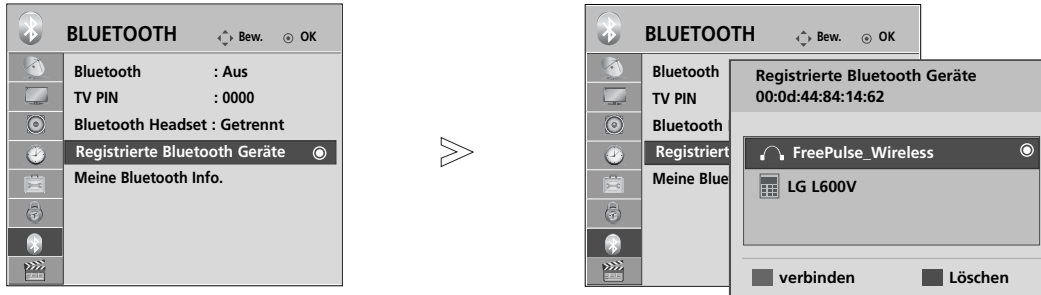 BLUETOOTH Bew. OK
Bluetooth : Aus
TV PIN : 0000
Bluetooth Headset : Getrennt
Registrierte Bluetooth Geräte
Meine Bluetooth Info.
BLUETOOTH Bew. OK
Bluetooth
TV PIN
Bluetooth
Registriert
Meine Blue
Registrierte Bluetooth Geräte
00:0d:44:84:14:62
FreePulse_Wireless
LG L600V
verbinden Löschen